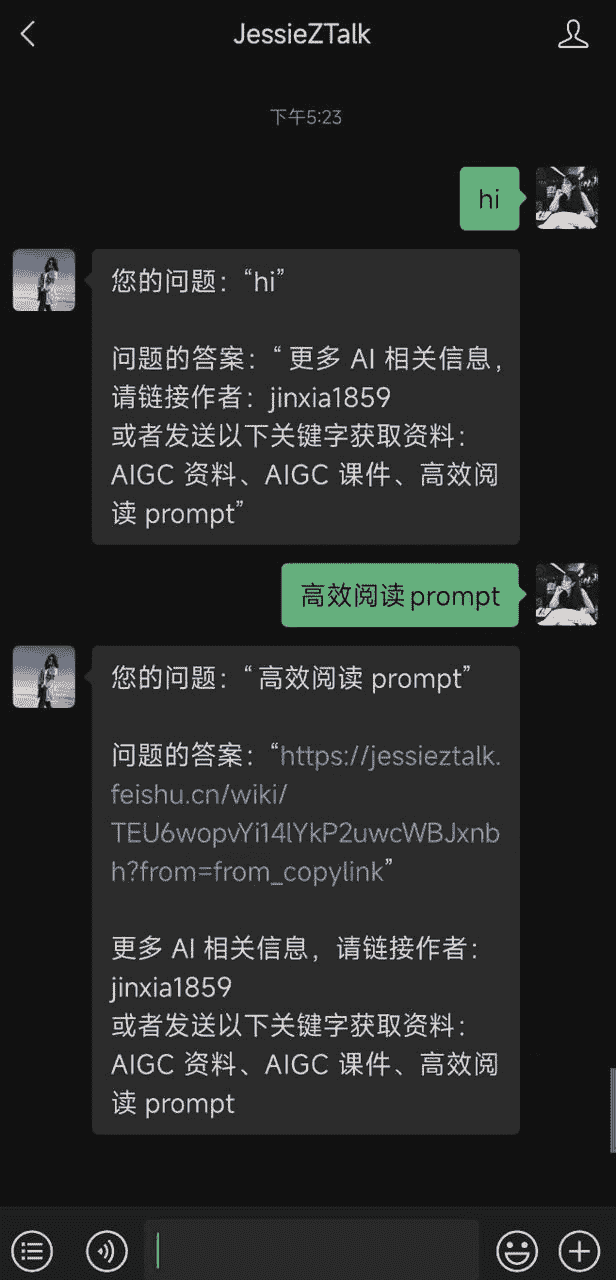 JessieZTalk
下午5:23
hi
您的问题：“hi”
问题的答案：“ 更多 AI 相关信息，
请链接作者：jinxia1859
或者发送以下关键字获取资料：
AIGC 资料、AIGC 课件、高效阅
读 prompt”
高效阅读prompt
您的问题：“ 高效阅读 prompt”
问题的答案：“https://jessieztalk.
feishu.cn/wiki/
TEU6wopvYi14lYkP2uwcWBJxnb
h?from=from_copylink”
更多 AI 相关信息，请链接作者：
jinxia1859
或者发送以下关键字获取资料：
AIGC 资料、AIGC 课件、高效阅
读 prompt